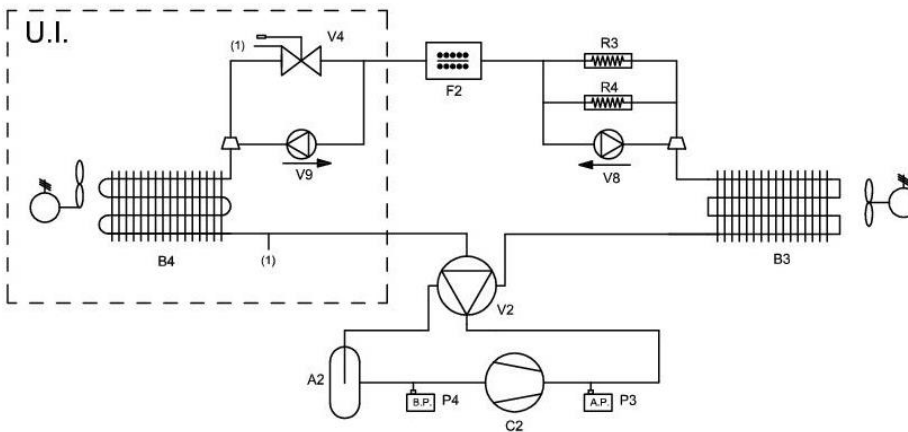 U.I.
(1)
V4
F2
R3
R4
V9
V8
B4
(1)
B3
V2
A2
B.P.
P4
C2
A.P.
P3